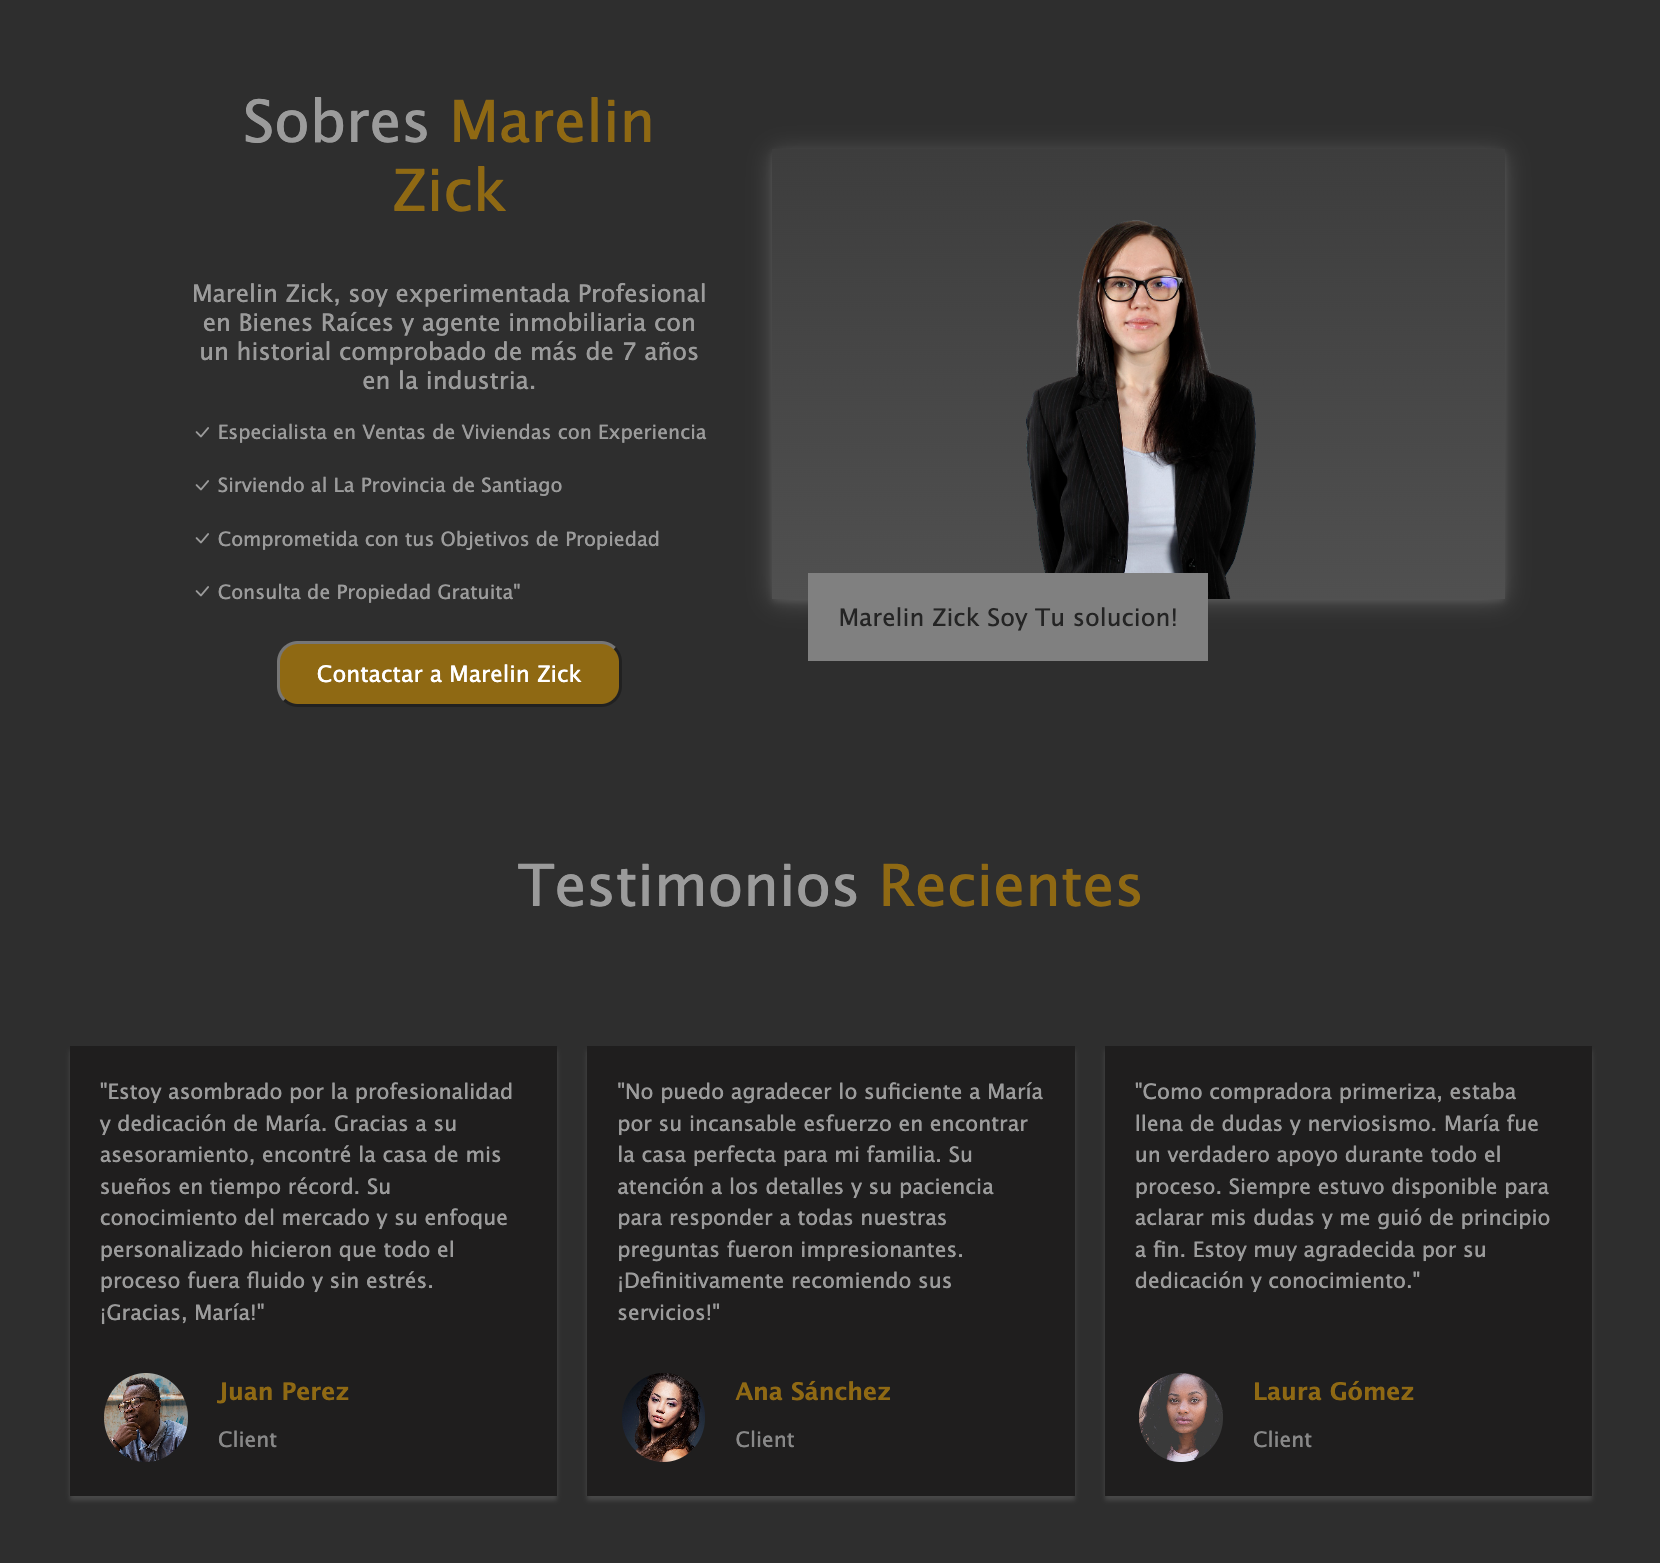 Sobres Marelin
Zick
Marelin Zick, soy experimentada Profesional
en Bienes Raíces y agente inmobiliaria con
un historial comprobado de más de 7 años
en la industria.
Especialista en Ventas de Viviendas con Experiencia
Sirviendo al La Provincia de Santiago
Comprometida con tus Objetivos de Propiedad
Consulta de Propiedad Gratuita"
Contactar a Marelin Zick
Marelin Zick Soy Tu solucion!
Testimonios Recientes
"Estoy asombrado por la profesionalidad
y dedicación de María. Gracias a su
asesoramiento, encontré la casa de mis
sueños en tiempo récord. Su
conocimiento del mercado y su enfoque
personalizado hicieron que todo el
proceso fuera fluido y sin estrés.
¡Gracias, María!"
Juan Perez
Client
"No puedo agradecer lo suficiente a María
por su incansable esfuerzo en encontrar
la casa perfecta para mi familia. Su
atención a los detalles y su paciencia
para responder a todas nuestras
preguntas fueron impresionantes.
¡Definitivamente recomiendo sus
servicios!"
Ana Sánchez
Client
"Como compradora primeriza, estaba
llena de dudas y nerviosismo. María fue
un verdadero apoyo durante todo el
proceso. Siempre estuvo disponible para
aclarar mis dudas y me guió de principio
a fin. Estoy muy agradecida por su
dedicación y conocimiento."
Laura Gómez
Client